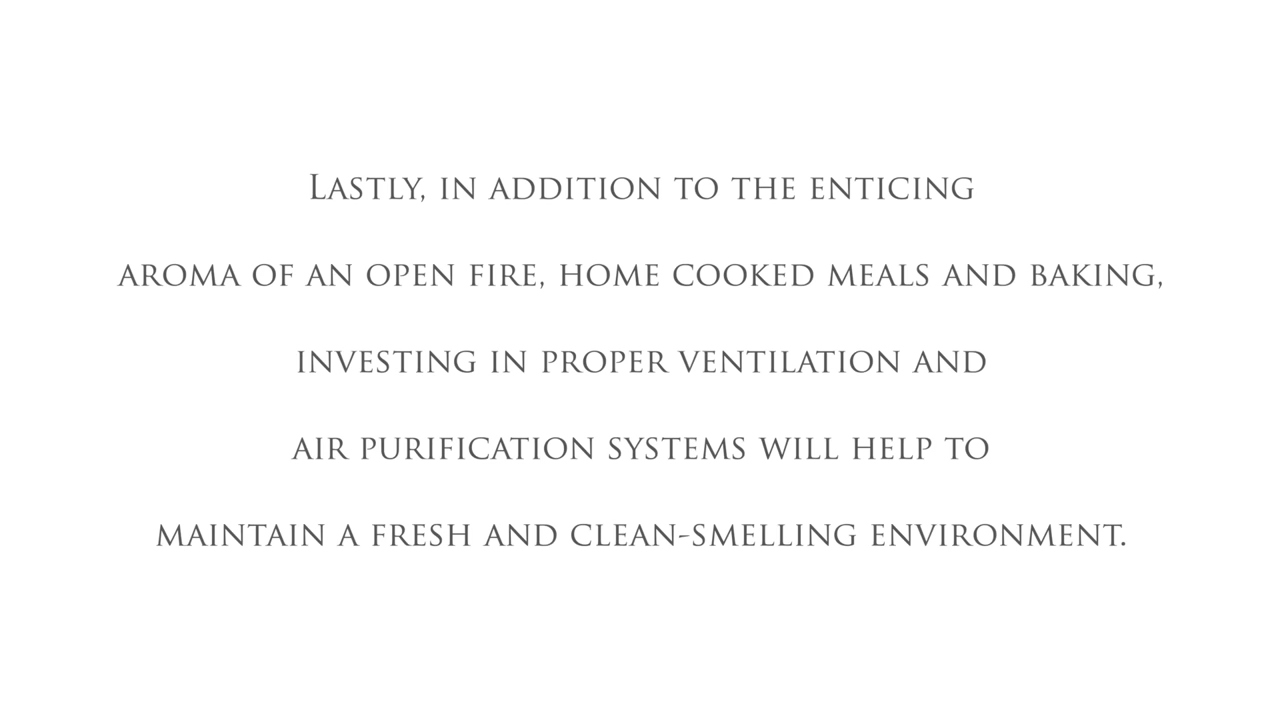 Lastly, in addition to the enticing
aroma of an open fire, home cooked meals and baking,
investing in proper ventilation and
air purification systems will help to
maintain a fresh and clean-smelling environment.